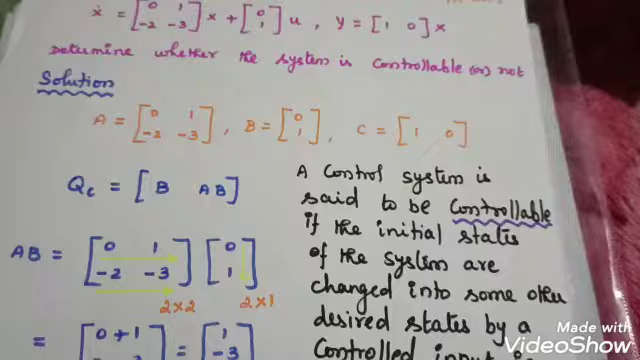 ẋ = [0 1; -2 -3] x + [0; 1] u, y = [1 0] x
Determine whether the system is controllable (or) not
Solution
A = [0 1; -2 -3], B = [0; 1], C = [1 0]
Qc = [B AB]
AB = [0 1; -2 -3] [0; 1]
2×2 2×1
= [0+1; -3] = [1; -3]
A control system is
said to be controllable
if the initial states
of the system are
changed into some other
desired states by a
controlled input
Made with
VideoShow